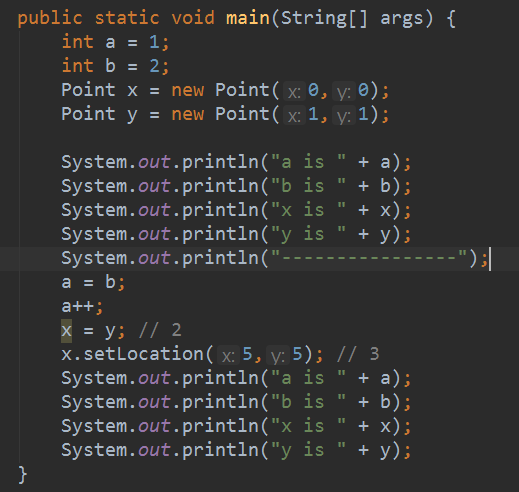 public static void main(String[] args) {
    int a = 1;
    int b = 2;
    Point x = new Point( x: 0, y: 0);
    Point y = new Point( x: 1, y: 1);

    System.out.println("a is " + a);
    System.out.println("b is " + b);
    System.out.println("x is " + x);
    System.out.println("y is " + y);
    System.out.println("----------------");
    a = b;
    a++;
    x = y; // 2
    x.setLocation( x: 5, y: 5); // 3
    System.out.println("a is " + a);
    System.out.println("b is " + b);
    System.out.println("x is " + x);
    System.out.println("y is " + y);
}